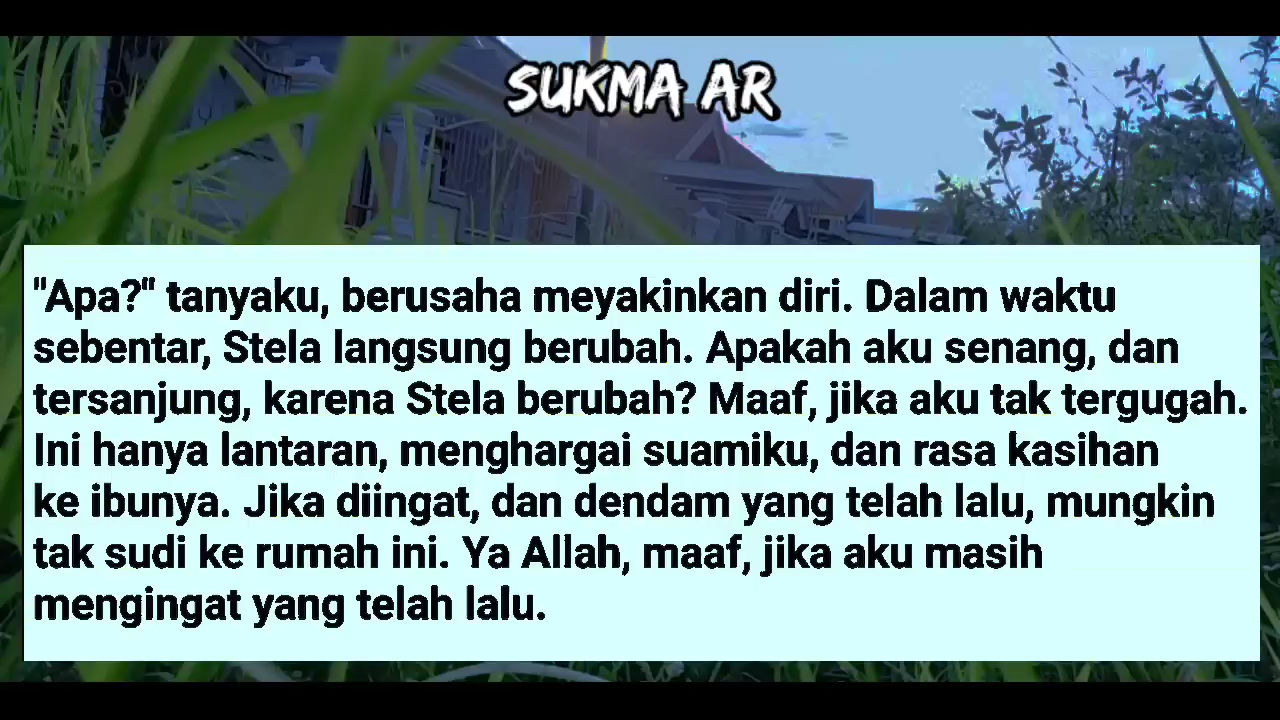 SUKMA AR
"Apa?" tanyaku, berusaha meyakinkan diri. Dalam waktu
sebentar, Stela langsung berubah. Apakah aku senang, dan
tersanjung, karena Stela berubah? Maaf, jika aku tak tergugah.
Ini hanya lantaran, menghargai suamiku, dan rasa kasihan
ke ibunya. Jika diingat, dan dendam yang telah lalu, mungkin
tak sudi ke rumah ini. Ya Allah, maaf, jika aku masih
mengingat yang telah lalu.